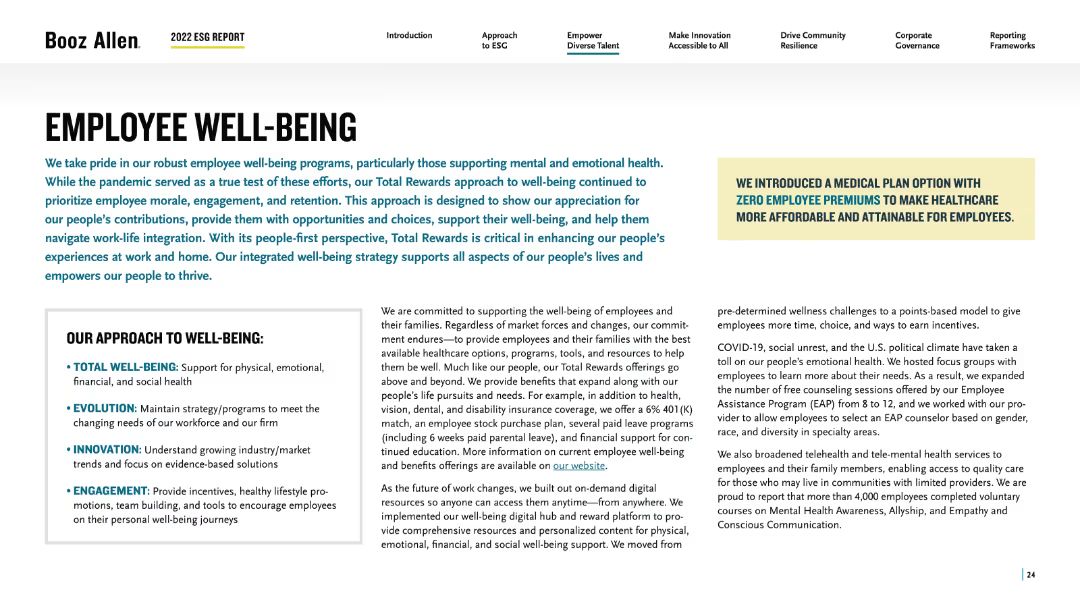 Booz Allen.
2022 ESG REPORT
Introduction
Approach
to ESG
Empower
Diverse Talent
Make Innovation
Accessible to All
Drive Community
Resilience
Corporate
Governance
Reporting
Frameworks
EMPLOYEE WELL-BEING
We take pride in our robust employee well-being programs, particularly those supporting mental and emotional health.
While the pandemic served as a true test of these efforts, our Total Rewards approach to well-being continued to
prioritize employee morale, engagement, and retention. This approach is designed to show our appreciation for
our people's contributions, provide them with opportunities and choices, support their well-being, and help them
navigate work-life integration. With its people-first perspective, Total Rewards is critical in enhancing our people's
experiences at work and home. Our integrated well-being strategy supports all aspects of our people's lives and
empowers our people to thrive.
WE INTRODUCED A MEDICAL PLAN OPTION WITH
ZERO EMPLOYEE PREMIUMS TO MAKE HEALTHCARE
MORE AFFORDABLE AND ATTAINABLE FOR EMPLOYEES.
OUR APPROACH TO WELL-BEING:
• TOTAL WELL-BEING: Support for physical, emotional,
financial, and social health
• EVOLUTION: Maintain strategy/programs to meet the
changing needs of our workforce and our firm
• INNOVATION: Understand growing industry/market
trends and focus on evidence-based solutions
• ENGAGEMENT: Provide incentives, healthy lifestyle pro-
motions, team building, and tools to encourage employees
on their personal well-being journeys
We are committed to supporting the well-being of employees and
their families. Regardless of market forces and changes, our commit-
ment endures—to provide employees and their families with the best
available healthcare options, programs, tools, and resources to help
them be well. Much like our people, our Total Rewards offerings go
above and beyond. We provide benefits that expand along with our
people's life pursuits and needs. For example, in addition to health,
vision, dental, and disability insurance coverage, we offer a 6% 401(K)
match, an employee stock purchase plan, several paid leave programs
(including 6 weeks paid parental leave), and financial support for con-
tinued education. More information on current employee well-being
and benefits offerings are available on our website.
As the future of work changes, we built out on-demand digital
resources so anyone can access them anytime—from anywhere. We
implemented our well-being digital hub and reward platform to pro-
vide comprehensive resources and personalized content for physical,
emotional, financial, and social well-being support. We moved from
pre-determined wellness challenges to a points-based model to give
employees more time, choice, and ways to earn incentives.
COVID-19, social unrest, and the U.S. political climate have taken a
toll on our people's emotional health. We hosted focus groups with
employees to learn more about their needs. As a result, we expanded
the number of free counseling sessions offered by our Employee
Assistance Program (EAP) from 8 to 12, and we worked with our pro-
vider to allow employees to select an EAP counselor based on gender,
race, and diversity in specialty areas.
We also broadened telehealth and tele-mental health services to
employees and their family members, enabling access to quality care
for those who may live in communities with limited providers. We are
proud to report that more than 4,000 employees completed voluntary
courses on Mental Health Awareness, Allyship, and Empathy and
Conscious Communication.
24